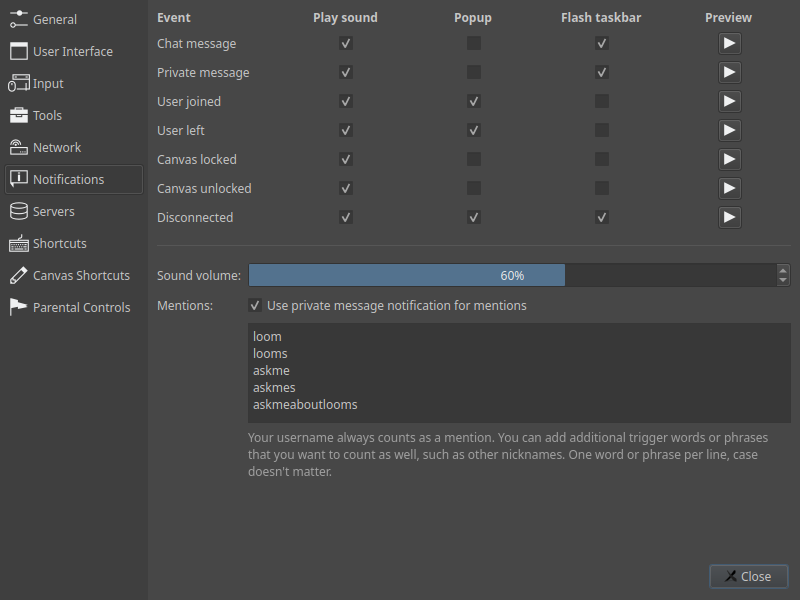 General
User Interface
Input
Tools
Network
Notifications
Servers
Shortcuts
Canvas Shortcuts
Parental Controls
Event Play sound Popup Flash taskbar Preview
Chat message
Private message
User joined
User left
Canvas locked
Canvas unlocked
Disconnected
Sound volume: 60%
Mentions: Use private message notification for mentions
loom
looms
askme
askmes
askmeaboutlooms
Your username always counts as a mention. You can add additional trigger words or phrases
that you want to count as well, such as other nicknames. One word or phrase per line, case
doesn't matter.
Close